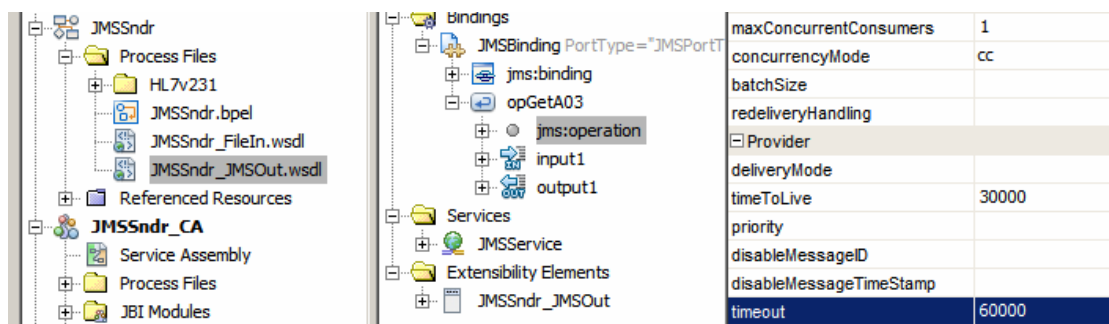 JMSSndr
Process Files
HL7v231
JMSSndr.bpel
JMSSndr_FileIn.wsdl
JMSSndr_JMSOut.wsdl
Referenced Resources
JMSSndr_CA
Service Assembly
Process Files
JBI Modules
Bindings
JMSBinding PortType="JMSPortT
jms:binding
opGetA03
jms:operation
input1
output1
Services
JMSService
Extensibility Elements
JMSSndr_JMSOut
maxConcurrentConsumers 1
concurrencyMode cc
batchSize
redeliveryHandling
Provider
deliveryMode
timeToLive 30000
priority
disableMessageID
disableMessageTimeStamp
timeout 60000